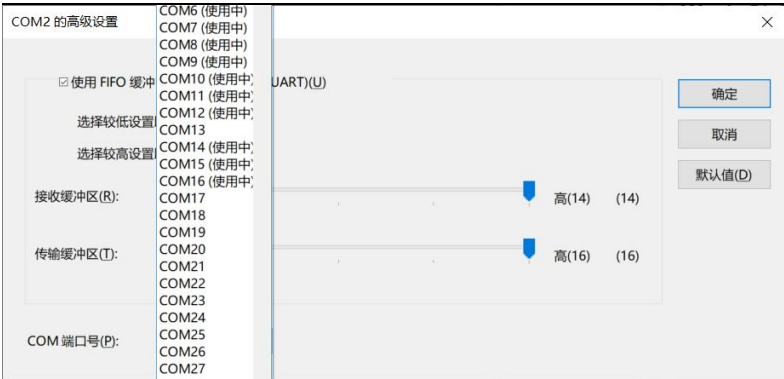 COM2 的高级设置
COM6 (使用中)
COM7 (使用中)
COM8 (使用中)
COM9 (使用中)
COM10 (使用中)
COM11 (使用中)
COM12 (使用中)
COM13
COM14 (使用中)
COM15 (使用中)
COM16 (使用中)
COM17
COM18
COM19
COM20
COM21
COM22
COM23
COM24
COM25
COM26
COM27
使用 FIFO 缓冲 UART)(U)
选择较低设置
选择较高设置
接收缓冲区(R): 高(14) (14)
传输缓冲区(T): 高(16) (16)
COM 端口号(P):
确定
取消
默认值(D)